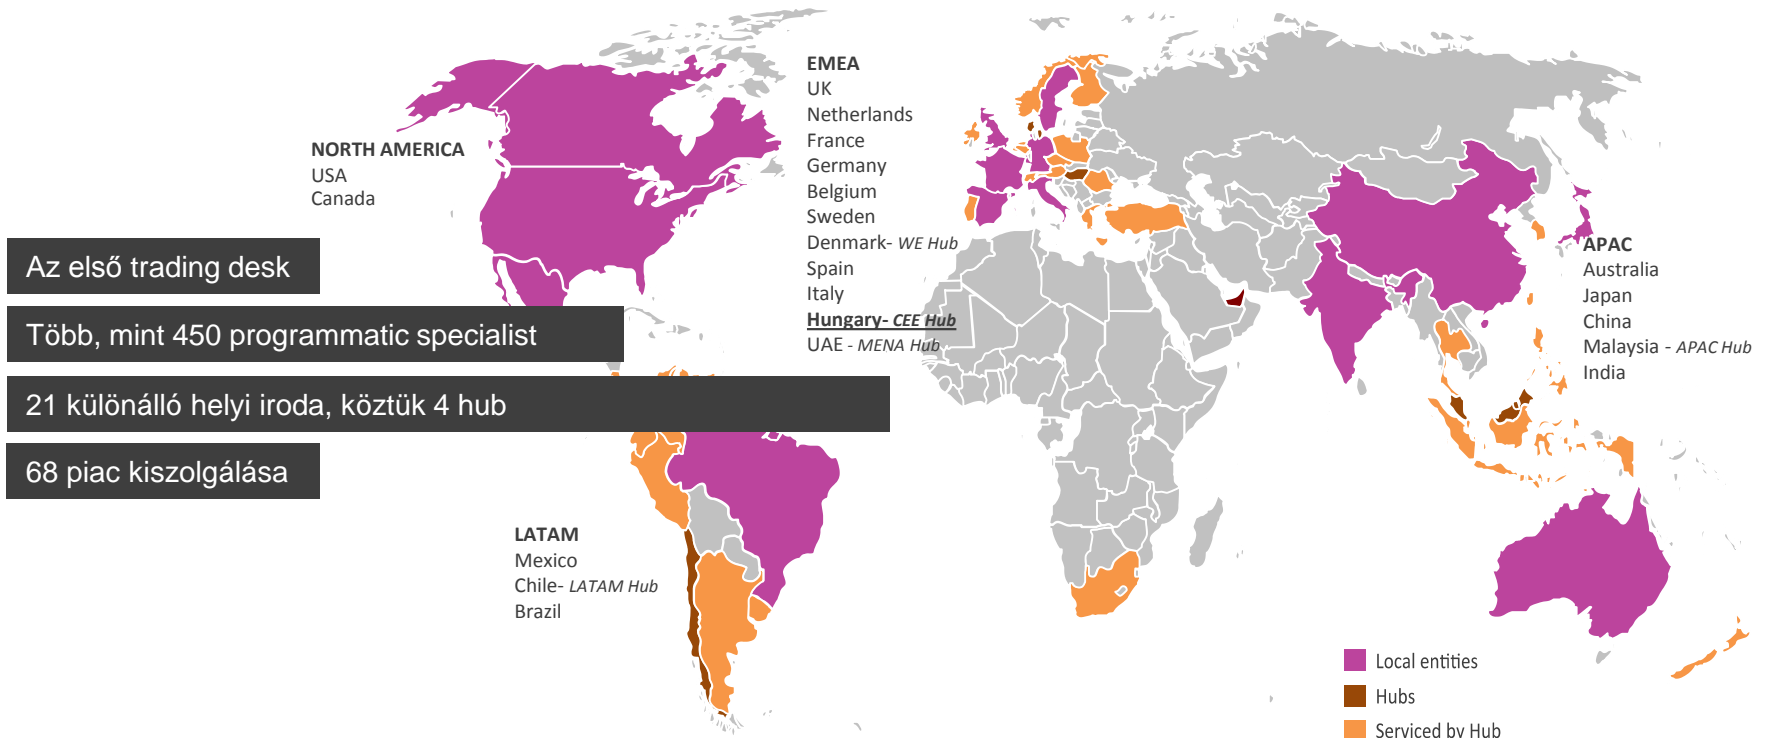 NORTH AMERICA
USA
Canada
EMEA
UK
Netherlands
France
Germany
Belgium
Sweden
Denmark- WE Hub
Spain
Italy
Hungary- CEE Hub
UAE - MENA Hub
APAC
Australia
Japan
China
Malaysia - APAC Hub
India
Az első trading desk
Több, mint 450 programmatic specialist
21 különálló helyi iroda, köztük 4 hub
68 piac kiszolgálása
LATAM
Mexico
Chile- LATAM Hub
Brazil
Local entities
Hubs
Serviced by Hub